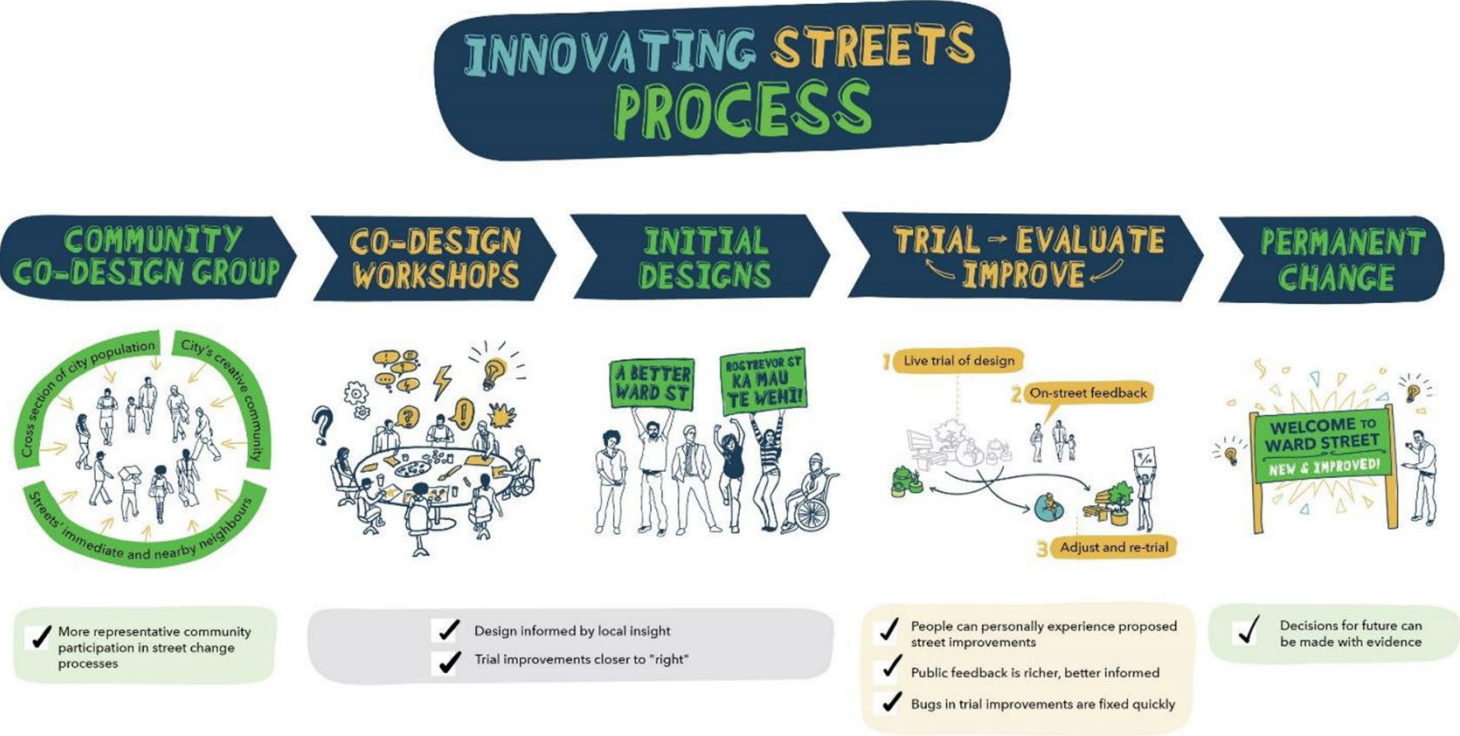 INNOVATING STREETS
PROCESS
COMMUNITY
CO-DESIGN GROUP
CO-DESIGN
WORKSHOPS
INITIAL
DESIGNS
TRIAL → EVALUATE
IMPROVE
PERMANENT
CHANGE
Cross section of city population
City's creative community
Streets' immediate and nearby neighbours
? !
A BETTER
WARD ST
ROSTREVOR ST
KA MAU
TE WEHI!
1 Live trial of design
2 On-street feedback
%
3 Adjust and re-trial
WELCOME TO
WARD STREET
NEW & IMPROVED!
✓ More representative community
participation in street change
processes
✓ Design informed by local insight
✓ Trial improvements closer to "right"
✓ People can personally experience proposed
street improvements
✓ Public feedback is richer, better informed
✓ Bugs in trial improvements are fixed quickly
✓ Decisions for future can
be made with evidence